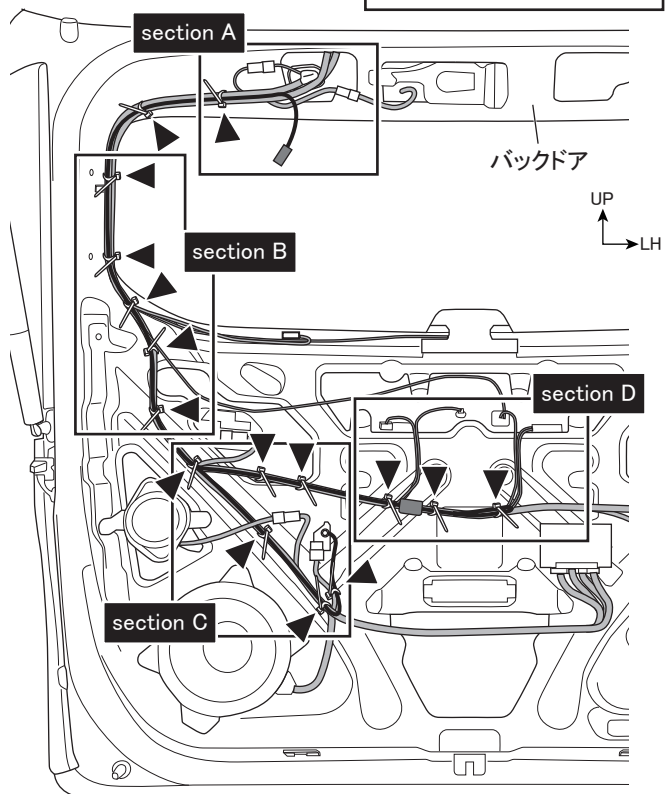 section A
バックドア
UP
LH
section B
section D
section C